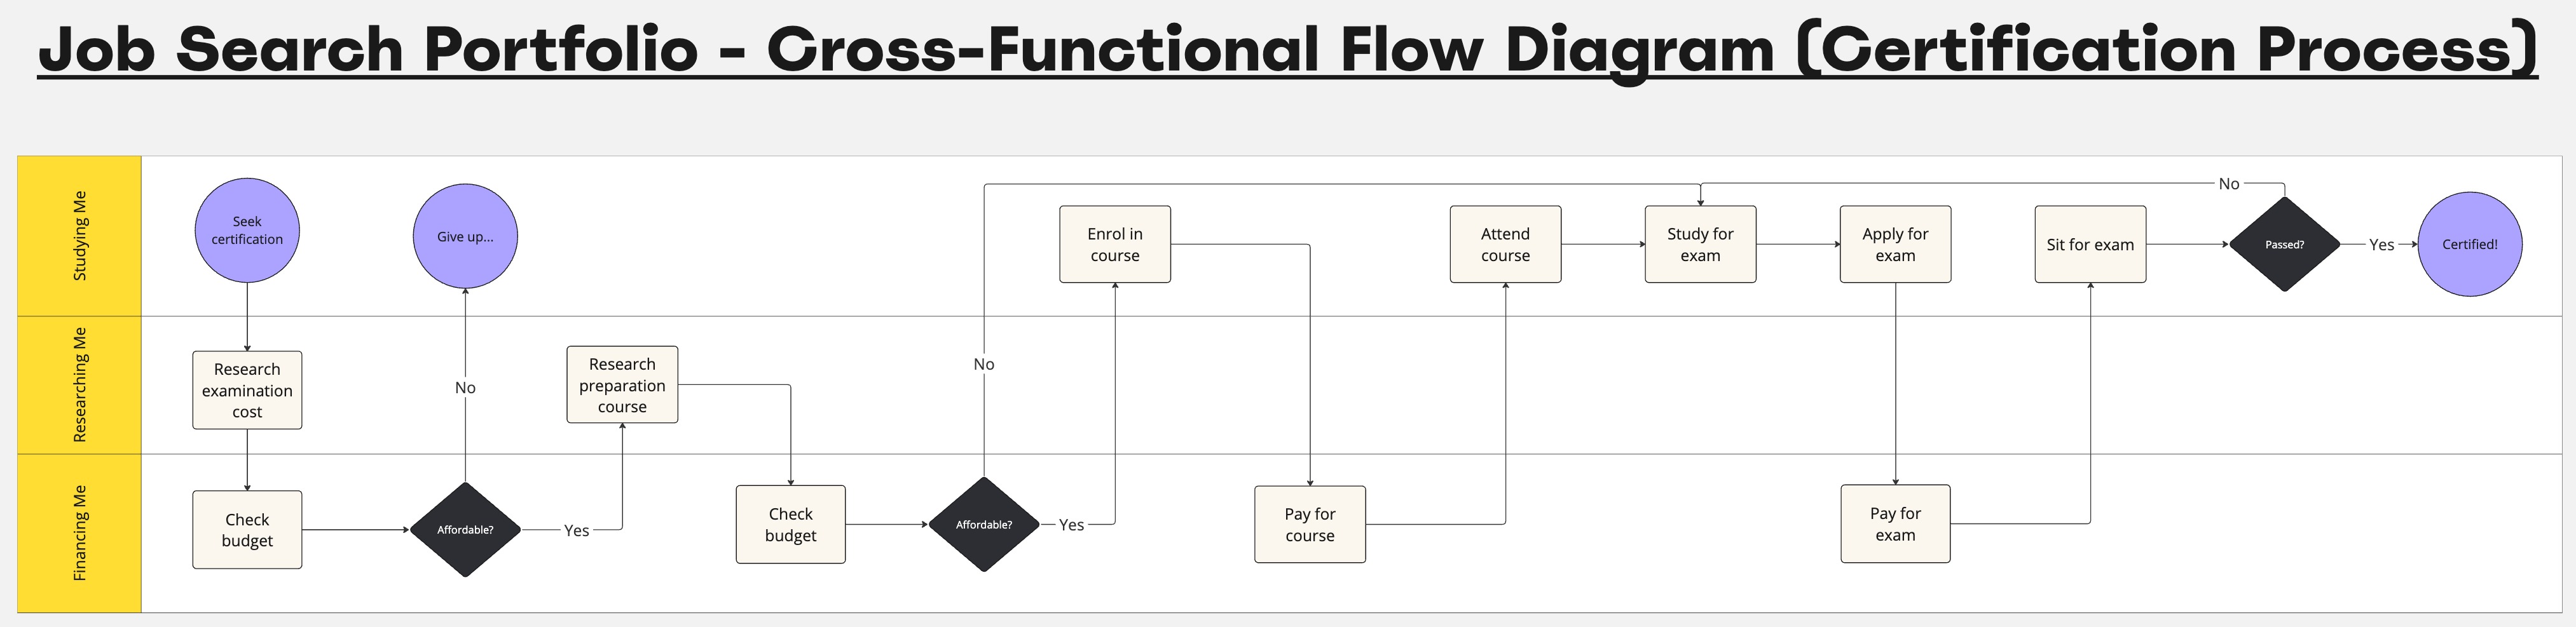 Job Search Portfolio - Cross-Functional Flow Diagram (Certification Process)
Studying Me
Seek
certification
Give up...
Enrol in
course
Attend
course
Study for
exam
Apply for
exam
Sit for exam
No
Passed?
Yes
Certified!
Researching Me
Research
examination
cost
No
Research
preparation
course
No
Financing Me
Check
budget
Affordable?
Yes
Check
budget
Affordable?
Yes
Pay for
course
Pay for
exam